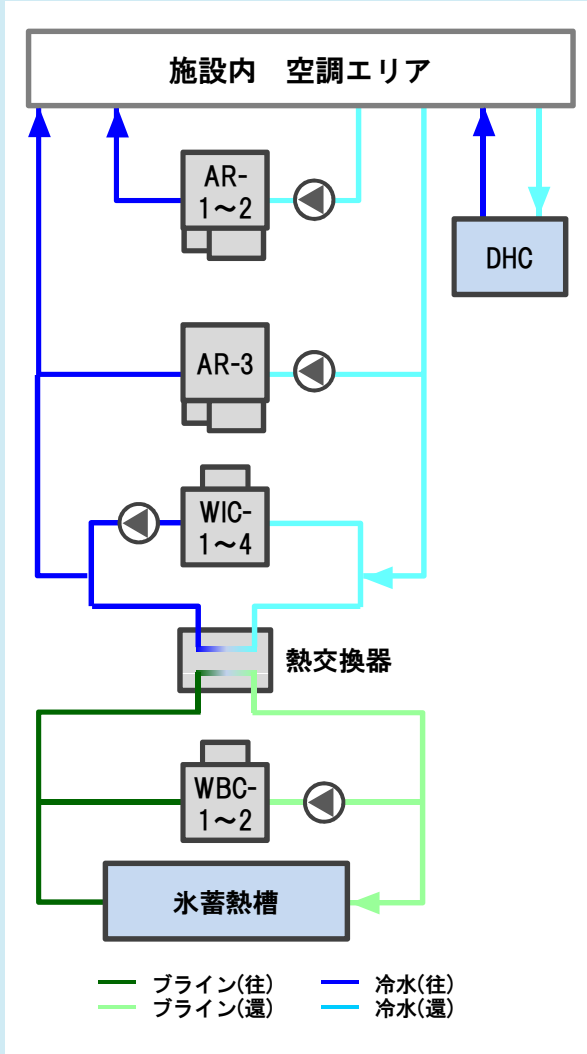 施設内　空調エリア
AR-
1～2
DHC
AR-3
WIC-
1～4
熱交換器
WBC-
1～2
氷蓄熱槽
ブライン(往)
冷水(往)
ブライン(還)
冷水(還)